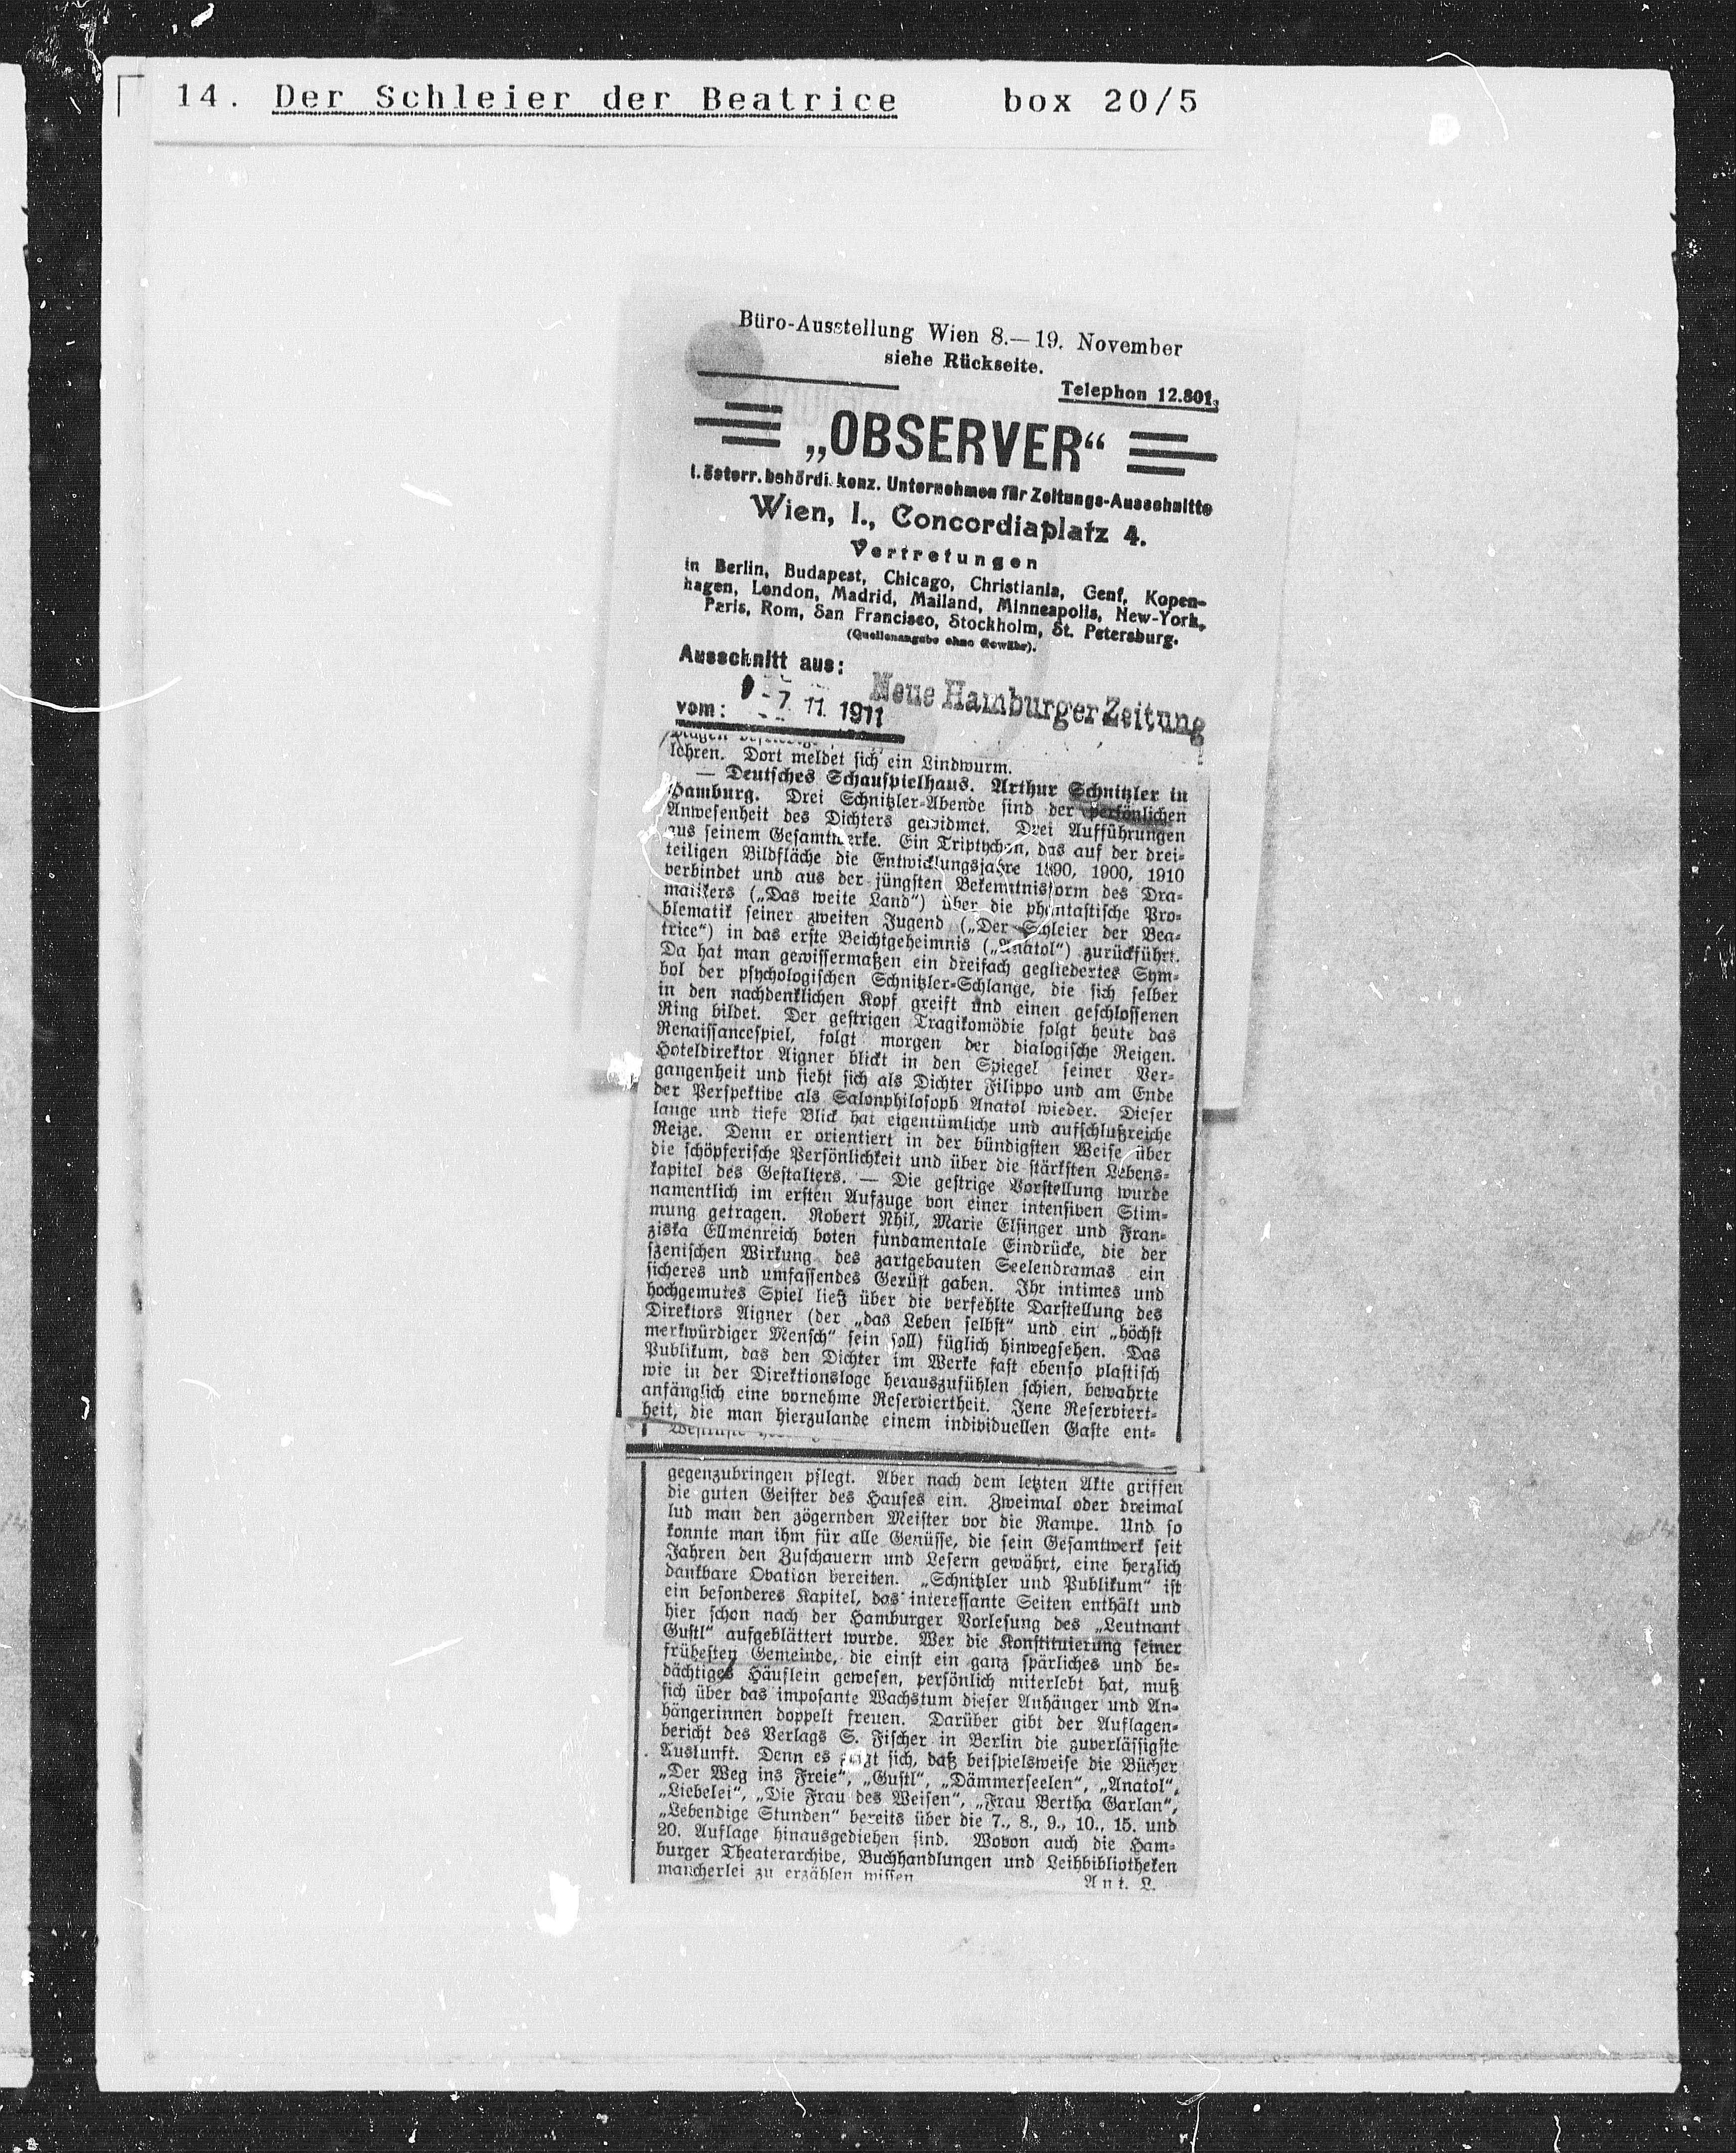 14. Der Schleier der Beatrice box 20/5
Büro-Ausstellung Wien 8.—19. November
siehe Rückseite.
Telephon 12.801.
„OBSERVER“
I. österr. behördl. konz. Unternehmen für Zeitungs-Ausschnitte
Wien, I., Concordiaplatz 4.
Vertretungen
in Berlin, Budapest, Chicago, Christiania, Genf, Kopen-
hagen, London, Madrid, Mailand, Minneapolis, New-York,
Paris, Rom, San Francisco, Stockholm, St. Petersburg.
(Quellenangabe ohne Gewähr).
Ausschnitt aus:
Neue Hamburger Zeitung
vom: -7. 11. 1911
lehren. Dort meldet sich ein Lindwurm.
— Deutsches Schauspielhaus. Arthur Schnitzler in
Hamburg. Drei Schnitzler-Abende sind der persönlichen
Anwesenheit des Dichters gewidmet. Drei Aufführungen
aus seinem Gesamtwerke. Ein Triptychon, das auf der drei-
teiligen Bildfläche die Entwicklungsjahre 1890, 1900, 1910
verbindet und aus der jüngsten Bekenntnisform des Dra-
matikers („Das weite Land“) über die phantastische Pro-
blematik seiner zweiten Jugend („Der Schleier der Bea-
trice“) in das erste Beichtgeheimnis („Anatol“) zurückführt.
Da hat man gewissermaßen ein dreifach gegliedertes Sym-
bol der psychologischen Schnitzler-Schlange, die sich selber
in den nachdenklichen Kopf greift und einen geschlossenen
Ring bildet. Der gestrigen Tragikomödie folgt heute das
Renaissancespiel, folgt morgen der dialogische Reigen.
Hoteldirektor Aigner blickt in den Spiegel seiner Ver-
gangenheit und sieht sich als Dichter Filippo und am Ende
der Perspektive als Salonphilosoph Anatol wieder. Dieser
lange und tiefe Blick hat eigentümliche und aufschlußreiche
Reize. Denn er orientiert in der bündigsten Weise über
die schöpferische Persönlichkeit und über die stärksten Lebens-
kapitel des Gestalters. — Die gestrige Vorstellung wurde
namentlich im ersten Aufzuge von einer intensiven Stim-
mung getragen. Robert Nhil, Marie Elsinger und Fran-
ziska Ellmenreich boten fundamentale Eindrücke, die der
szenischen Wirkung des zartgebauten Seelendramas ein
sicheres und umfassendes Gerüst gaben. Ihr intimes und
hochgemutes Spiel ließ über die verfehlte Darstellung des
Direktors Aigner (der „das Leben selbst“ und ein „höchst
merkwürdiger Mensch“ sein soll) füglich hinwegsehen. Das
Publikum, das den Dichter im Werke fast ebenso plastisch
wie in der Direktionsloge herauszufühlen schien, bewahrte
anfänglich eine vornehme Reserviertheit. Jene Reserviert-
heit, die man hierzulande einem individuellen Gaste ent-
gegenzubringen pflegt. Aber nach dem letzten Akte griffen
die guten Geister des Hauses ein. Zweimal oder dreimal
lud man den zögernden Meister vor die Rampe. Und so
konnte man ihm für alle Genüsse, die sein Gesamtwerk seit
Jahren den Zuschauern und Lesern gewährt, eine herzlich
dankbare Ovation bereiten. „Schnitzler und Publikum“ ist
ein besonderes Kapitel, das interessante Seiten enthält und
hier schon nach der Hamburger Vorlesung des „Leutnant
Gustl“ aufgeblättert wurde. Wer die Konstituierung seiner
frühesten Gemeinde, die einst ein ganz spärliches und be-
dächtiges Häuflein gewesen, persönlich miterlebt hat, muß
sich über das imposante Wachstum dieser Anhänger und An-
hängerinnen doppelt freuen. Darüber gibt der Auflagen-
bericht des Verlags S. Fischer in Berlin die zuverlässigste
Auskunft. Denn es zeigt sich, daß beispielsweise die Bücher
„Der Weg ins Freie“, „Gustl“, „Dämmerseelen“, „Anatol“,
„Liebelei“, „Die Frau des Weisen“, „Frau Bertha Garlan“,
„Lebendige Stunden“ bereits über die 7., 8., 9., 10., 15. und
20. Auflage hinausgediehen sind. Wovon auch die Ham-
burger Theaterarchive, Buchhandlungen und Leihbibliotheken
mancherlei zu erzählen wissen
Ant. L.